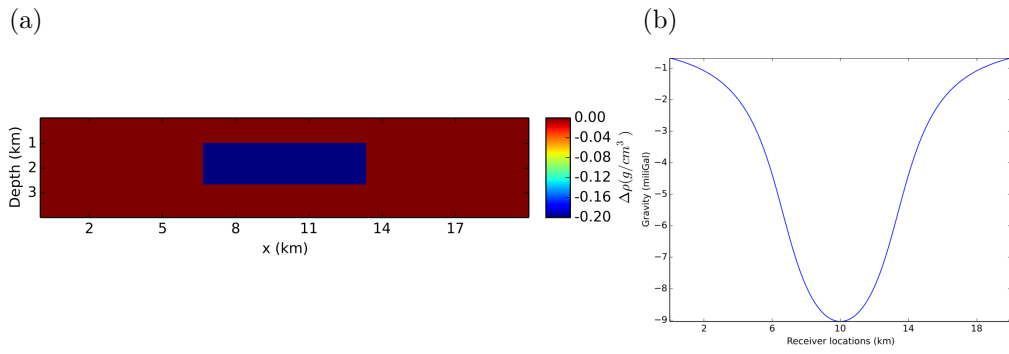 (a)
Depth (km)
1
2
3
2 5 8 11 14 17
x (km)
0.00
-0.04
-0.08
-0.12
-0.16
-0.20
Δρ(g/cm³)
(b)
Gravity (miliGal)
−1
−2
−3
−4
−5
−6
−7
−8
−9
2 6 10 14 18
Receiver locations (km)